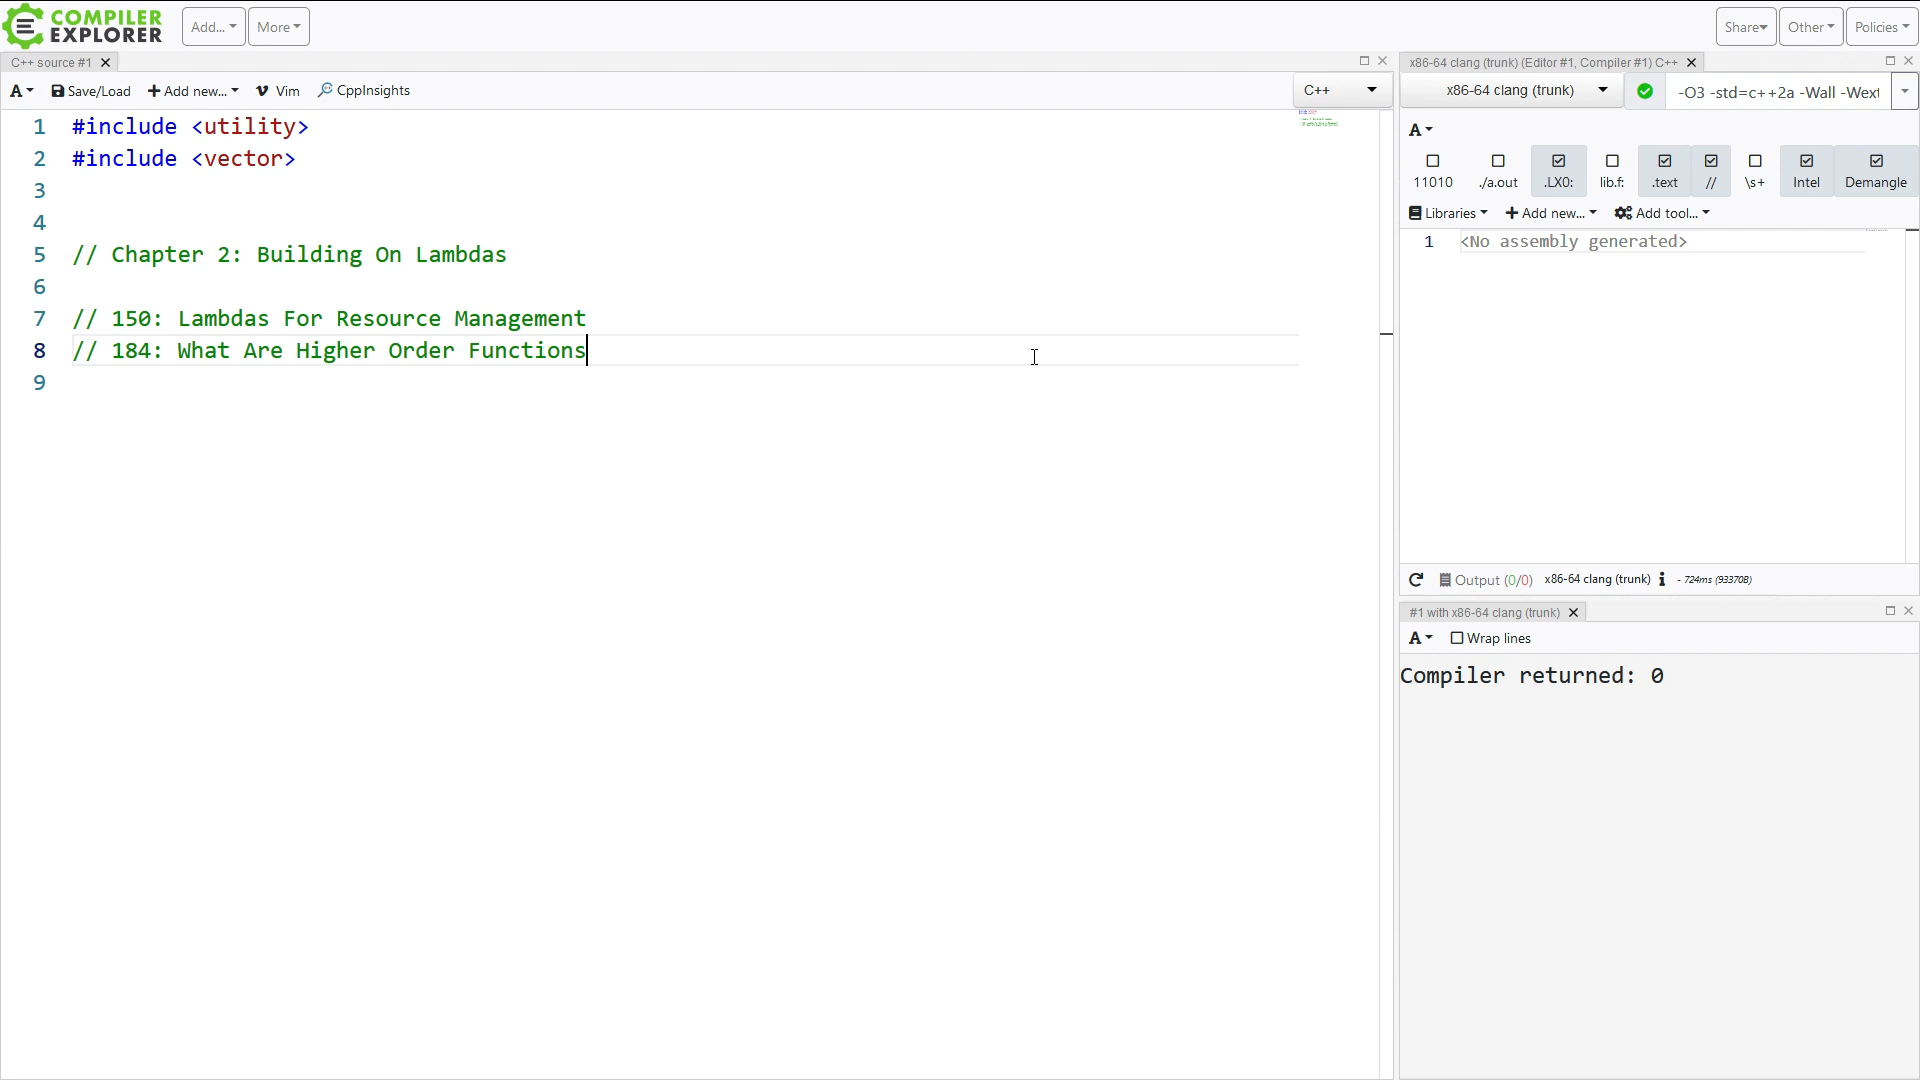 COMPILER
EXPLORER
Add...
More
Share
Other
Policies
C++ source #1
A
Save/Load
Add new...
Vim
CppInsights
C++
1 #include <utility>
2 #include <vector>
3
4
5 // Chapter 2: Building On Lambdas
6
7 // 150: Lambdas For Resource Management
8 // 184: What Are Higher Order Functions
9
x86-64 clang (trunk) (Editor #1, Compiler #1) C++
x86-64 clang (trunk)
-O3 -std=c++2a -Wall -Wext
A
11010
./a.out
.LX0:
lib.f:
.text
//
\s+
Intel
Demangle
Libraries
Add new...
Add tool...
1 <No assembly generated>
Output (0/0) x86-64 clang (trunk) i - 724ms (93370B)
#1 with x86-64 clang (trunk)
A
Wrap lines
Compiler returned: 0